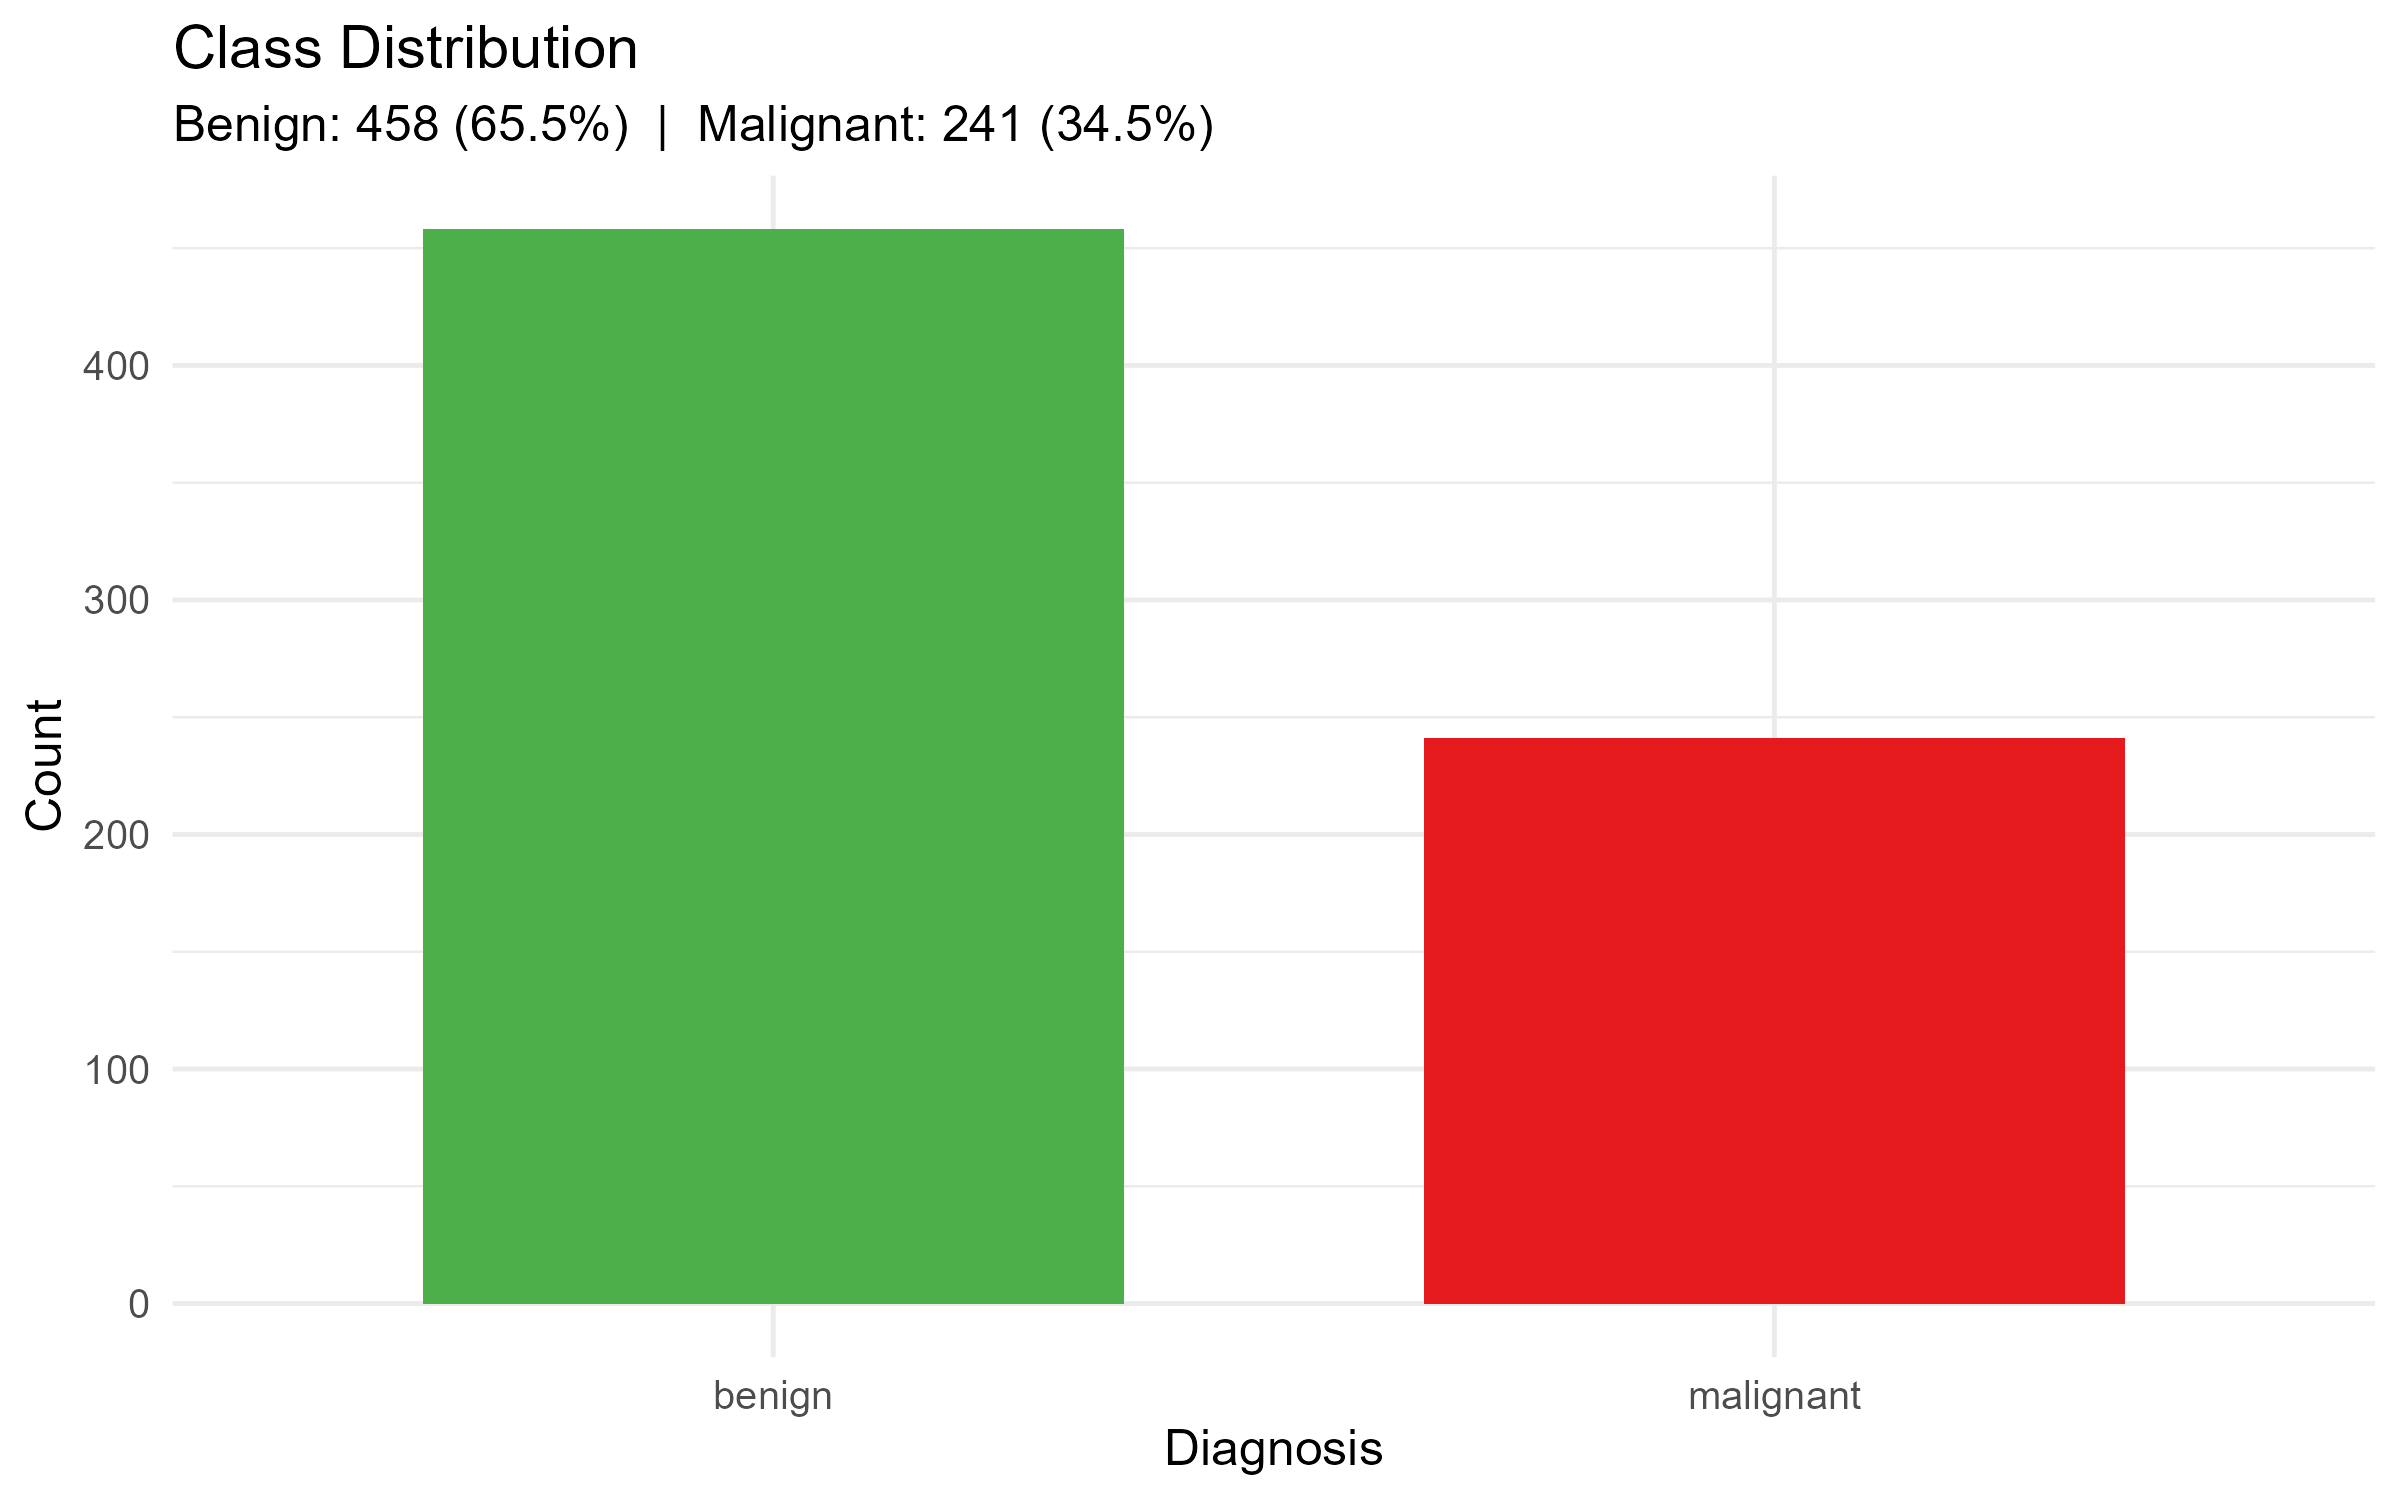 Class Distribution
Benign: 458 (65.5%)  |  Malignant: 241 (34.5%)
400
300
200
100
0
Count
benign
malignant
Diagnosis